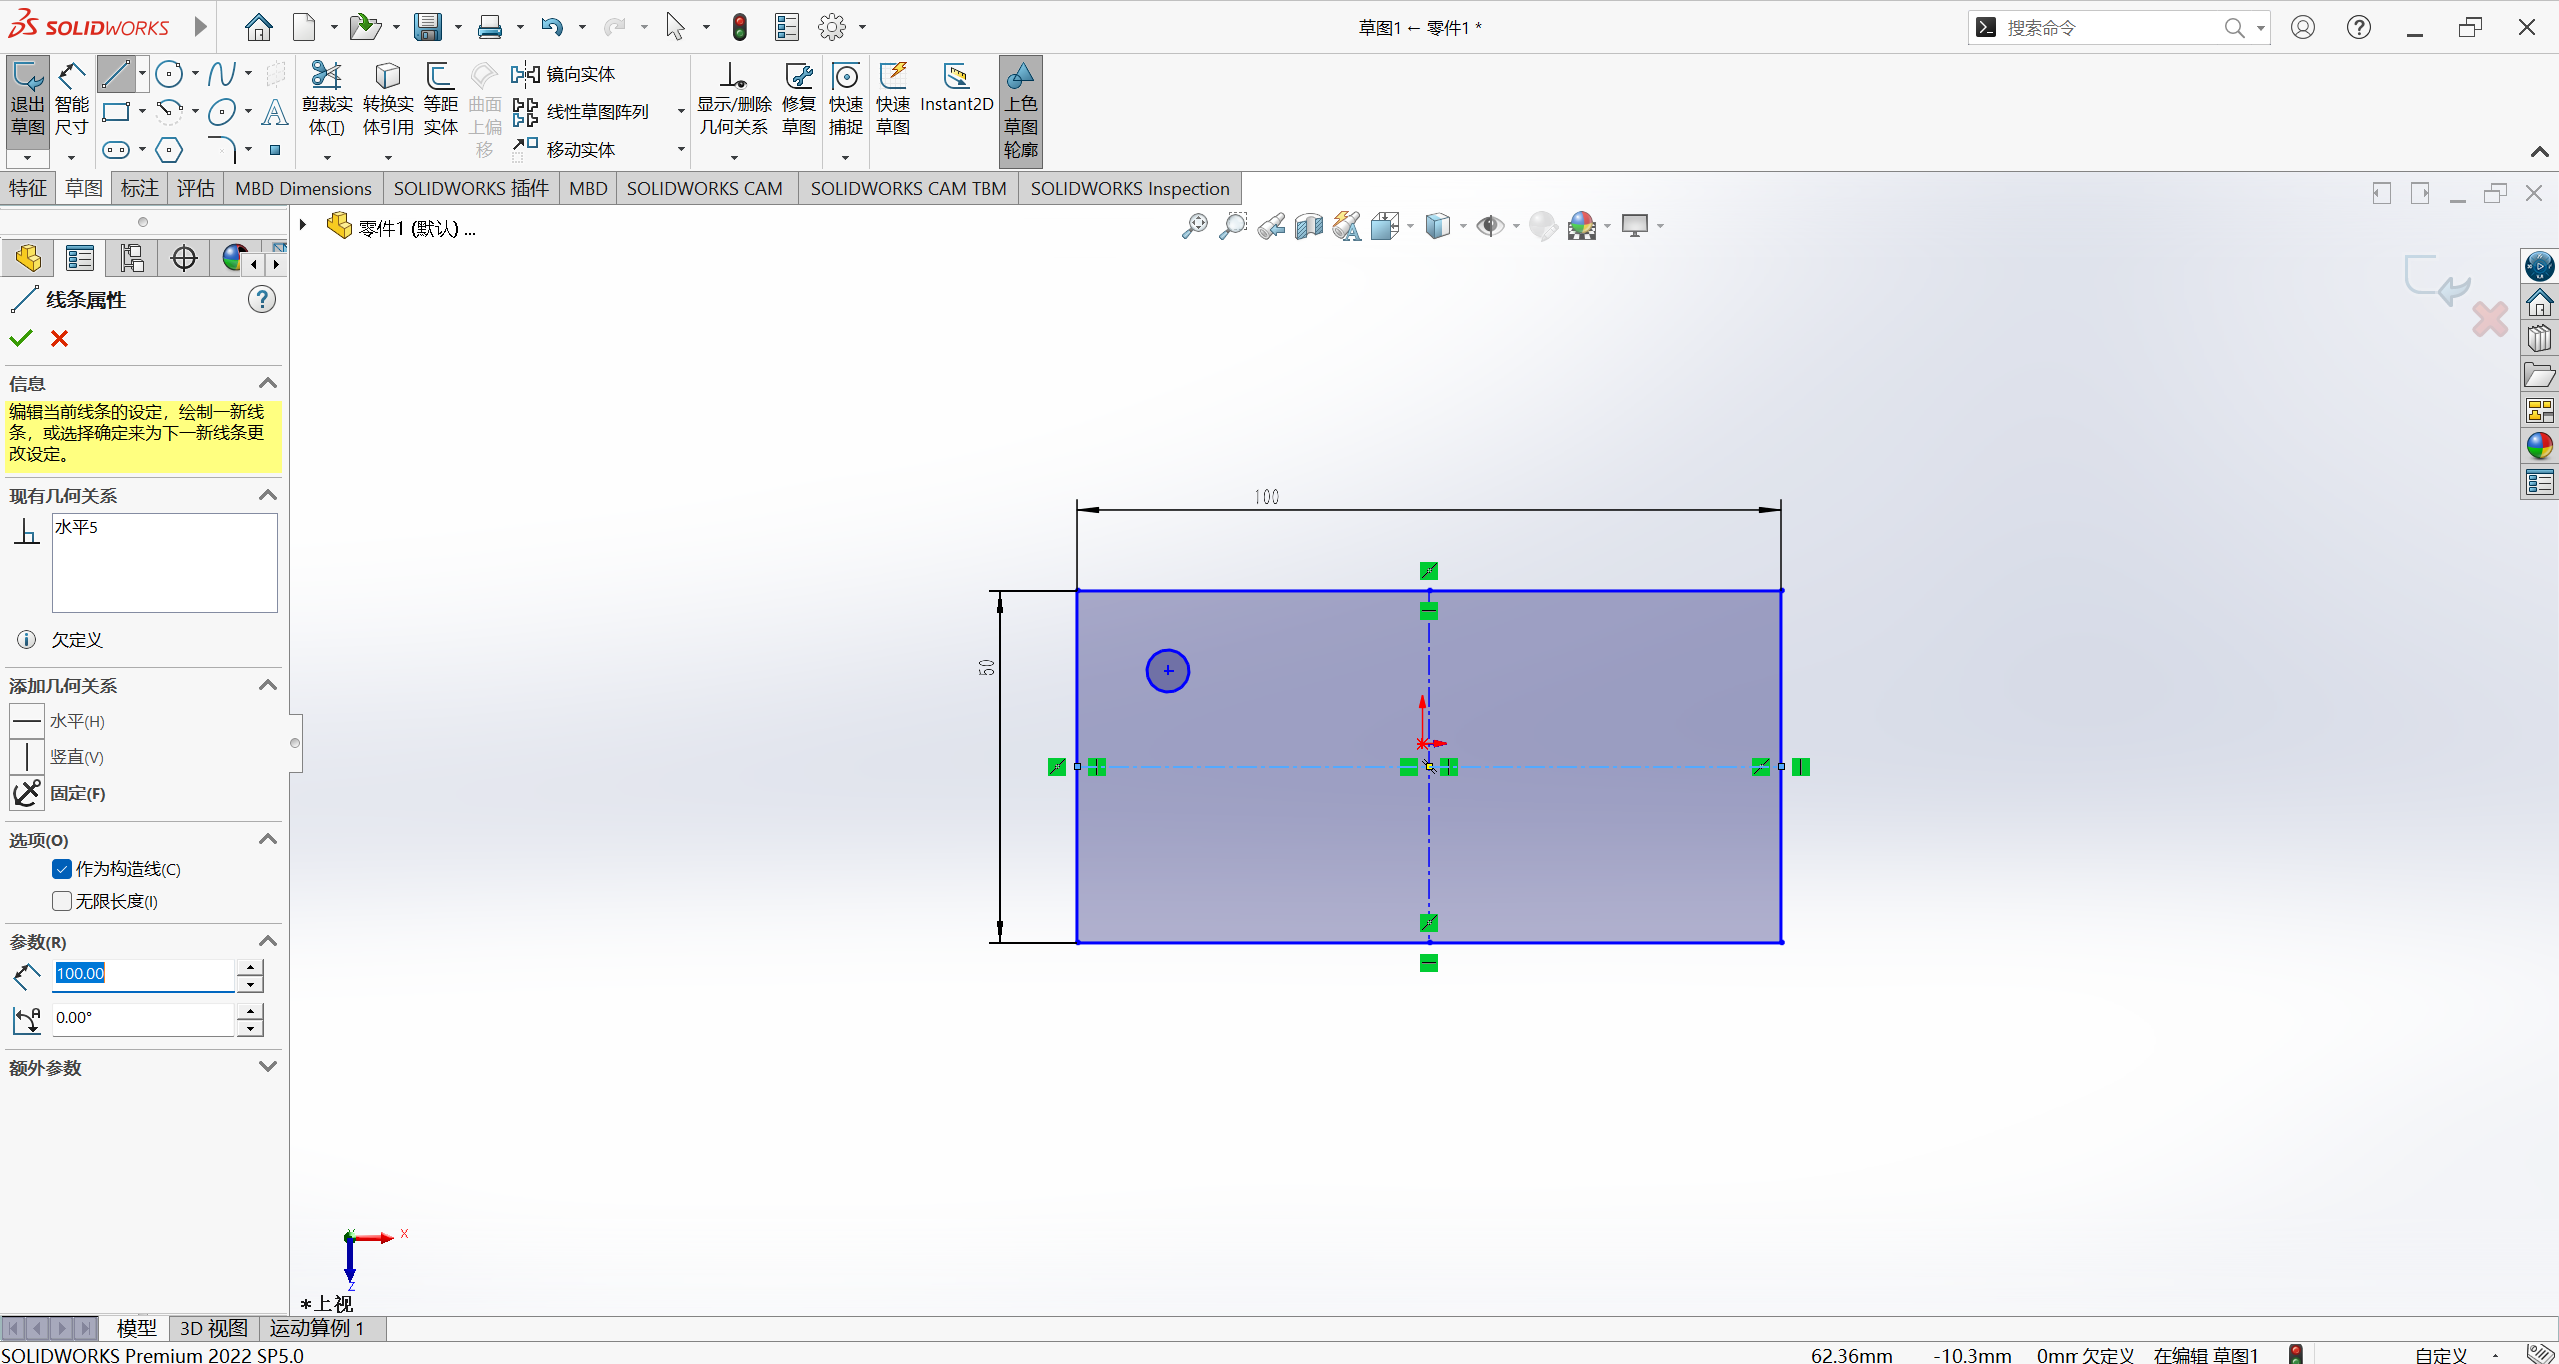 SOLIDWORKS
草图1 ← 零件1 *
搜索命令
退出草图
智能尺寸
剪裁实体(T)
转换实体引用
等距实体
曲面上偏移
镜向实体
线性草图阵列
移动实体
显示/删除几何关系
修复草图
快速捕捉
快速草图
Instant2D
上色草图轮廓
特征 草图 标注 评估 MBD Dimensions SOLIDWORKS 插件 MBD SOLIDWORKS CAM SOLIDWORKS CAM TBM SOLIDWORKS Inspection
零件1 (默认) ...
线条属性
信息
编辑当前线条的设定，绘制一新线
条，或选择确定来为下一新线条更
改设定。
现有几何关系
水平5
欠定义
添加几何关系
水平(H)
竖直(V)
固定(F)
选项(O)
作为构造线(C)
无限长度(I)
参数(R)
100.00
0.00°
额外参数
100
50
X
Y
Z
*上视
模型 3D 视图 运动算例 1
SOLIDWORKS Premium 2022 SP5.0
62.36mm -10.3mm 0mm 欠定义 在编辑 草图1 自定义